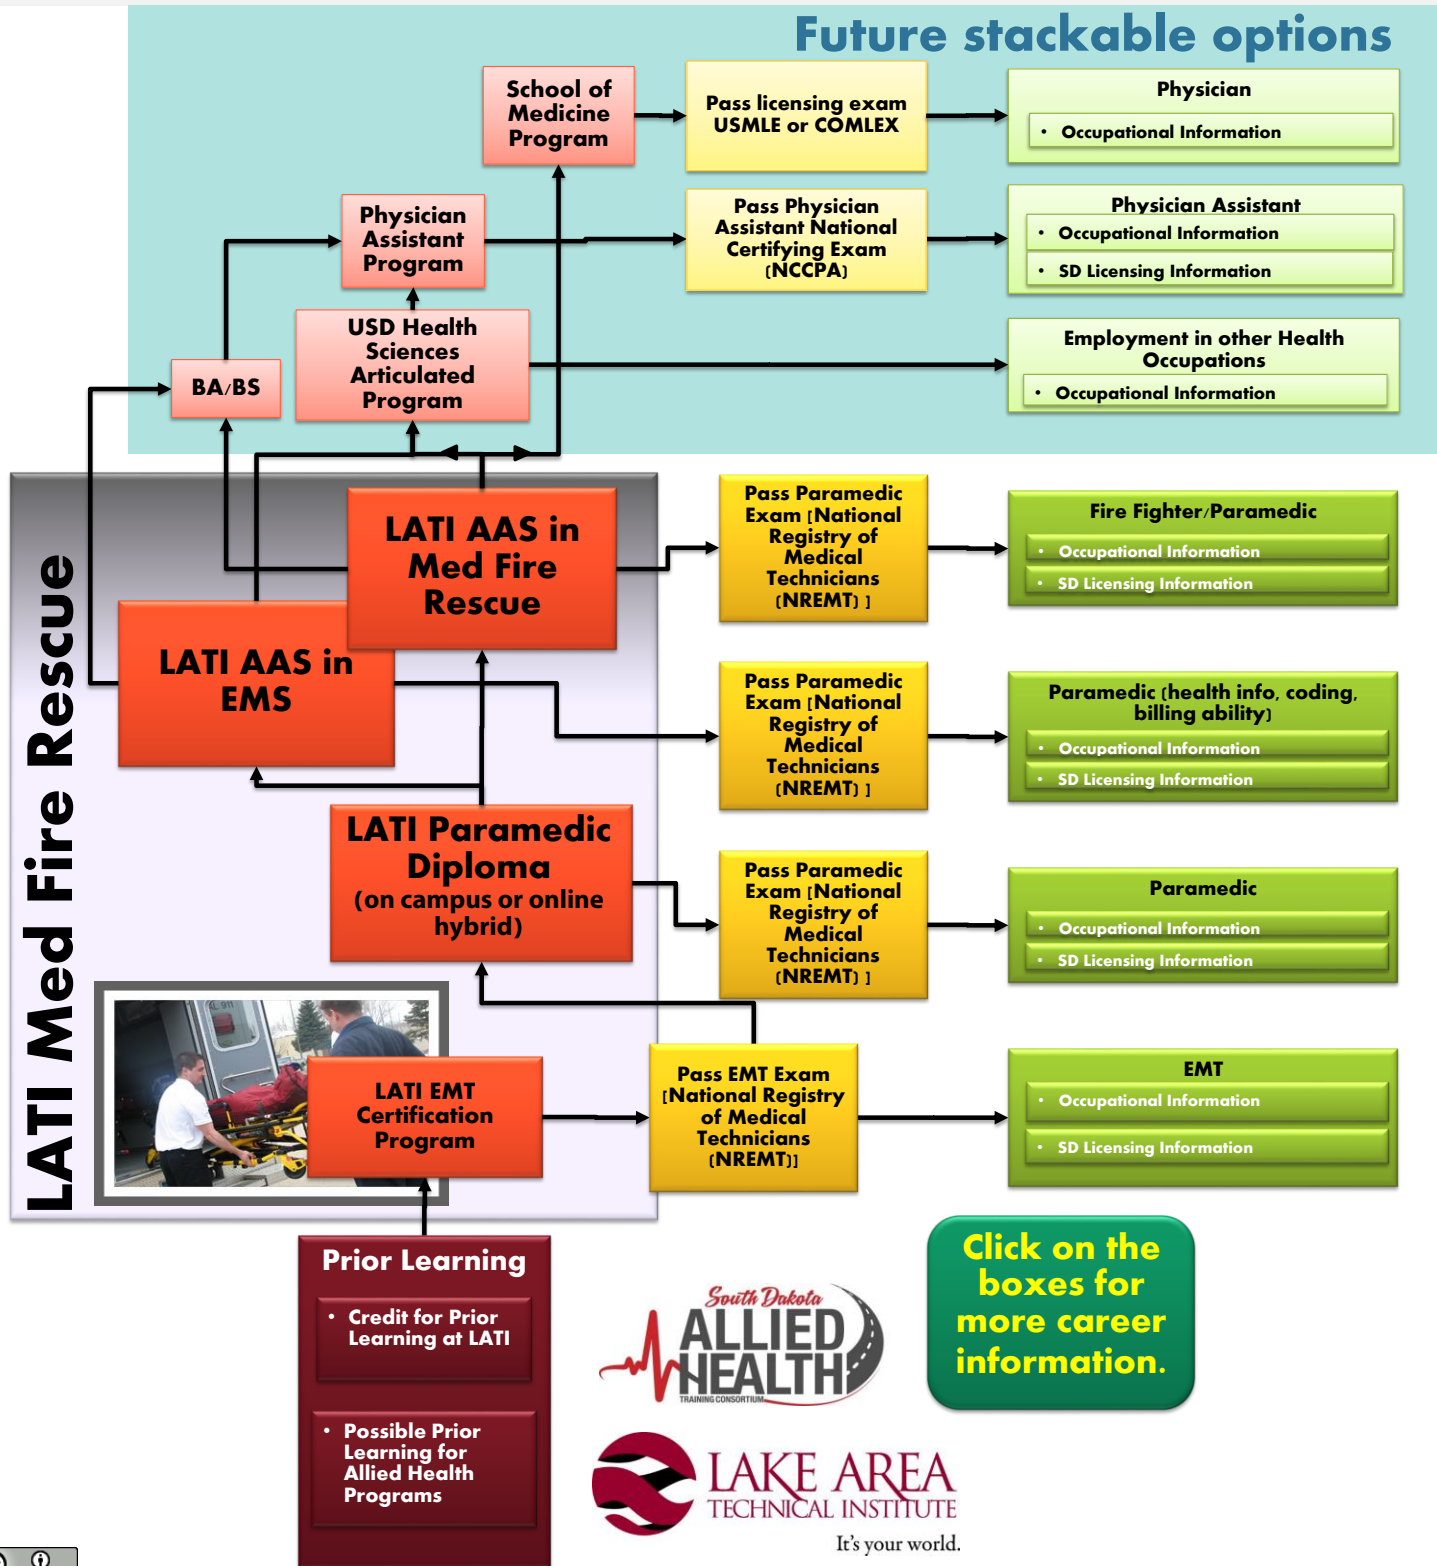 Future stackable options
School of
Medicine
Program
Pass licensing exam
USMLE or COMLEX
Physician
• Occupational Information
Physician
Assistant
Program
Pass Physician
Assistant National
Certifying Exam
(NCCPA)
Physician Assistant
• Occupational Information
• SD Licensing Information
USD Health
Sciences
Articulated
Program
Employment in other Health
Occupations
• Occupational Information
BA/BS
LATI Med Fire Rescue
LATI AAS in
Med Fire
Rescue
Pass Paramedic
Exam [National
Registry of
Medical
Technicians
(NREMT) ]
Fire Fighter/Paramedic
• Occupational Information
• SD Licensing Information
LATI AAS in
EMS
Pass Paramedic
Exam [National
Registry of
Medical
Technicians
(NREMT) ]
Paramedic (health info, coding,
billing ability)
• Occupational Information
• SD Licensing Information
LATI Paramedic
Diploma
(on campus or online
hybrid)
Pass Paramedic
Exam [National
Registry of
Medical
Technicians
(NREMT) ]
Paramedic
• Occupational Information
• SD Licensing Information
LATI EMT
Certification
Program
Pass EMT Exam
[National Registry
of Medical
Technicians
(NREMT)]
EMT
• Occupational Information
• SD Licensing Information
Prior Learning
• Credit for Prior
Learning at LATI
• Possible Prior
Learning for
Allied Health
Programs
South Dakota
ALLIED
HEALTH
TRAINING CONSORTIUM
Click on the
boxes for
more career
information.
LAKE AREA
TECHNICAL INSTITUTE
It's your world.